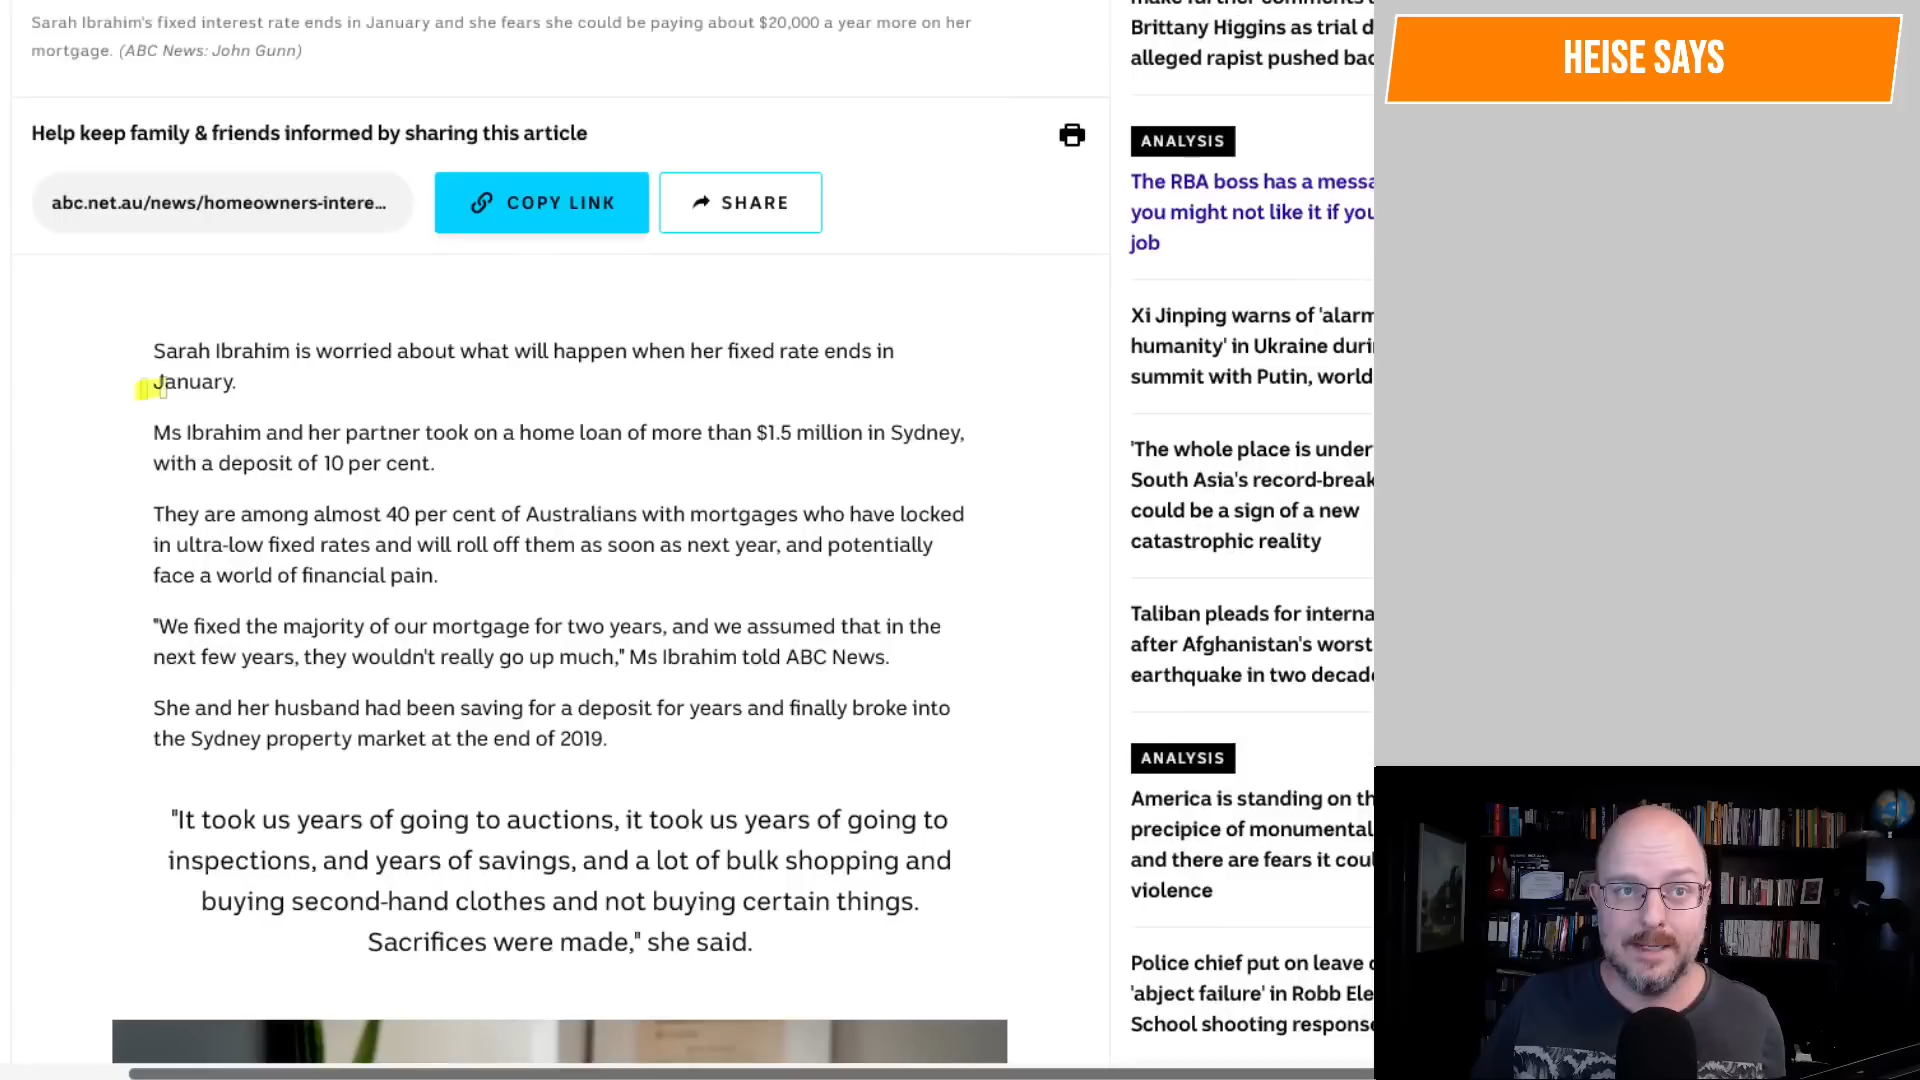 Sarah Ibrahim's fixed interest rate ends in January and she fears she could be paying about $20,000 a year more on her
mortgage. (ABC News: John Gunn)
Help keep family & friends informed by sharing this article
abc.net.au/news/homeowners-intere...
COPY LINK
SHARE
Sarah Ibrahim is worried about what will happen when her fixed rate ends in
January.
Ms Ibrahim and her partner took on a home loan of more than $1.5 million in Sydney,
with a deposit of 10 per cent.
They are among almost 40 per cent of Australians with mortgages who have locked
in ultra-low fixed rates and will roll off them as soon as next year, and potentially
face a world of financial pain.
"We fixed the majority of our mortgage for two years, and we assumed that in the
next few years, they wouldn't really go up much," Ms Ibrahim told ABC News.
She and her husband had been saving for a deposit for years and finally broke into
the Sydney property market at the end of 2019.
"It took us years of going to auctions, it took us years of going to
inspections, and years of savings, and a lot of bulk shopping and
buying second-hand clothes and not buying certain things.
Sacrifices were made," she said.
Brittany Higgins as trial d
alleged rapist pushed bac
ANALYSIS
The RBA boss has a messa
you might not like it if you
job
Xi Jinping warns of 'alarm
humanity' in Ukraine duri
summit with Putin, world
'The whole place is under
South Asia's record-break
could be a sign of a new
catastrophic reality
Taliban pleads for interna
after Afghanistan's worst
earthquake in two decade
ANALYSIS
America is standing on th
precipice of monumental
and there are fears it coul
violence
Police chief put on leave
'abject failure' in Robb Ele
School shooting response
HEISE SAYS